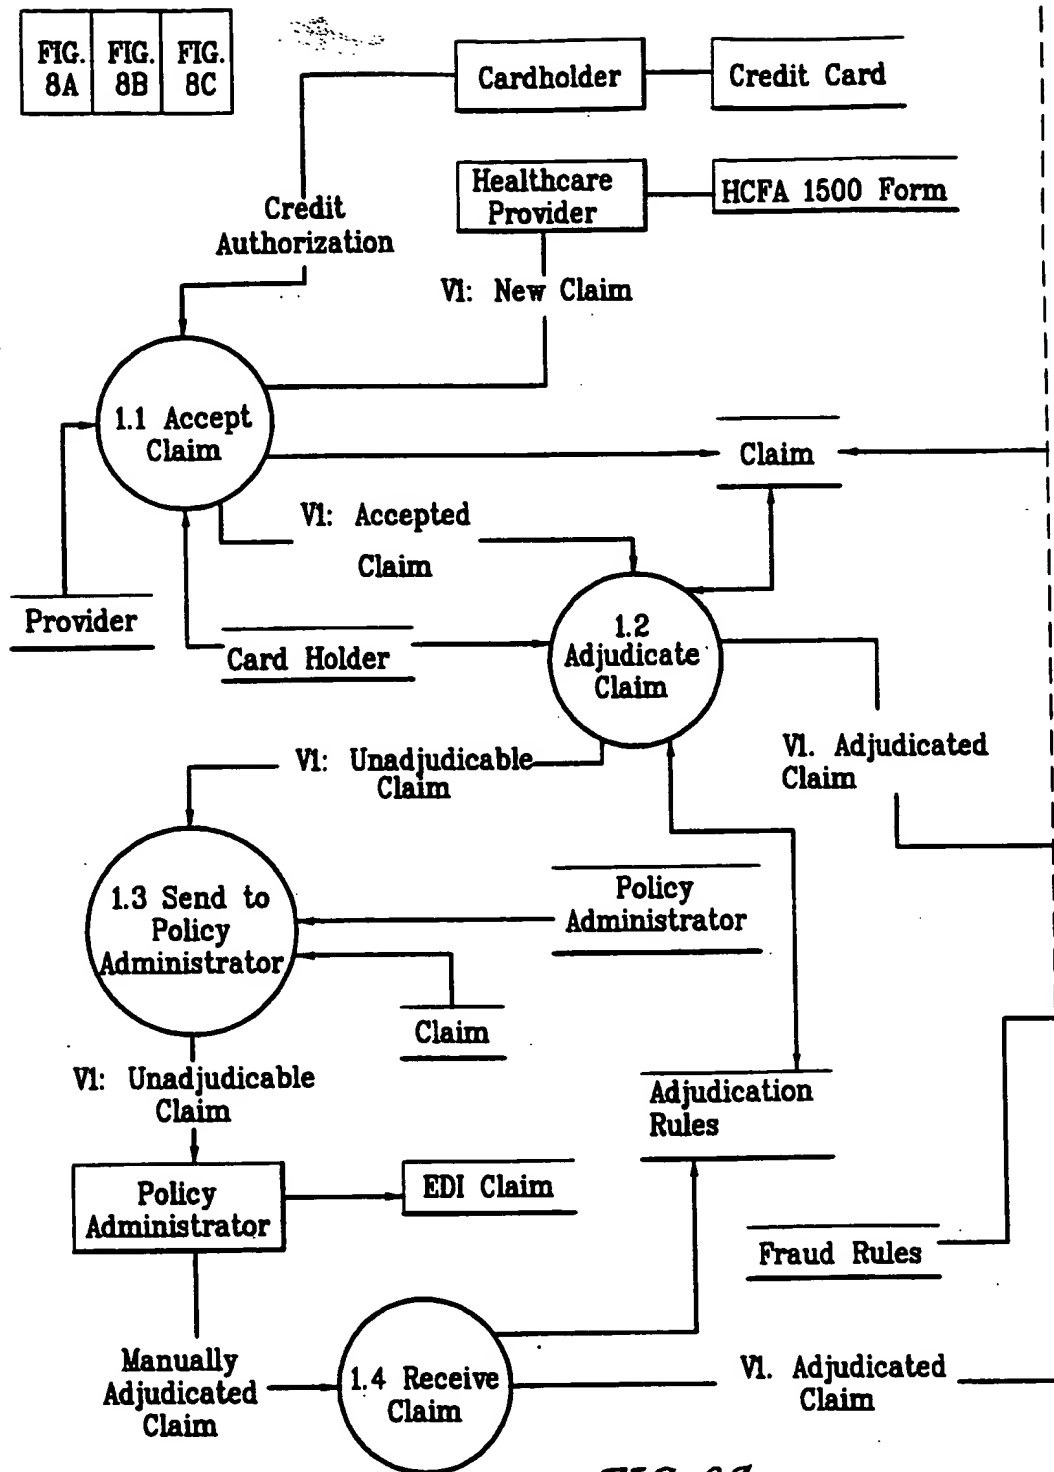 FIG. 8A
FIG. 8B
FIG. 8C
Cardholder
Credit Card
Healthcare
Provider
HCFA 1500 Form
Credit
Authorization
V1: New Claim
1.1 Accept
Claim
Claim
V1: Accepted
Claim
Provider
Card Holder
1.2
Adjudicate
Claim
V1: Unadjudicable
Claim
V1. Adjudicated
Claim
1.3 Send to
Policy
Administrator
Policy
Administrator
Claim
V1: Unadjudicable
Claim
Adjudication
Rules
Policy
Administrator
EDI Claim
Fraud Rules
Manually
Adjudicated
Claim
1.4 Receive
Claim
V1. Adjudicated
Claim